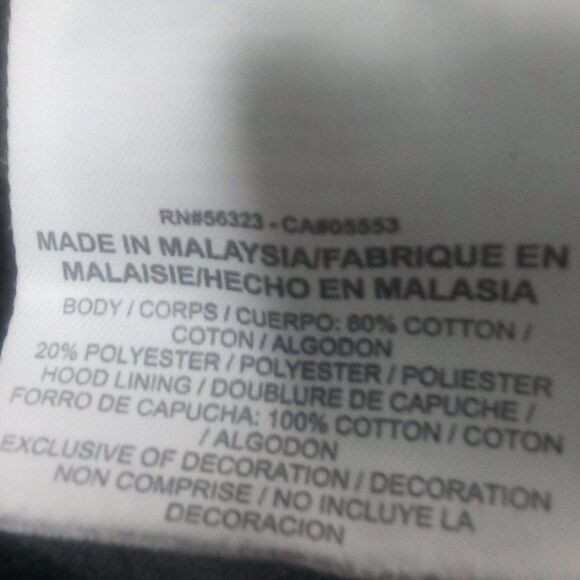 RN#56323 - CA#05553
MADE IN MALAYSIA/FABRIQUE EN
MALAISIE/HECHO EN MALASIA
BODY / CORPS / CUERPO: 80% COTTON /
COTON / ALGODON
20% POLYESTER / POLYESTER / POLIESTER
HOOD LINING / DOUBLURE DE CAPUCHE /
FORRO DE CAPUCHA: 100% COTTON / COTON
/ ALGODON
EXCLUSIVE OF DECORATION / DECORATION
NON COMPRISE / NO INCLUYE LA
DECORACION